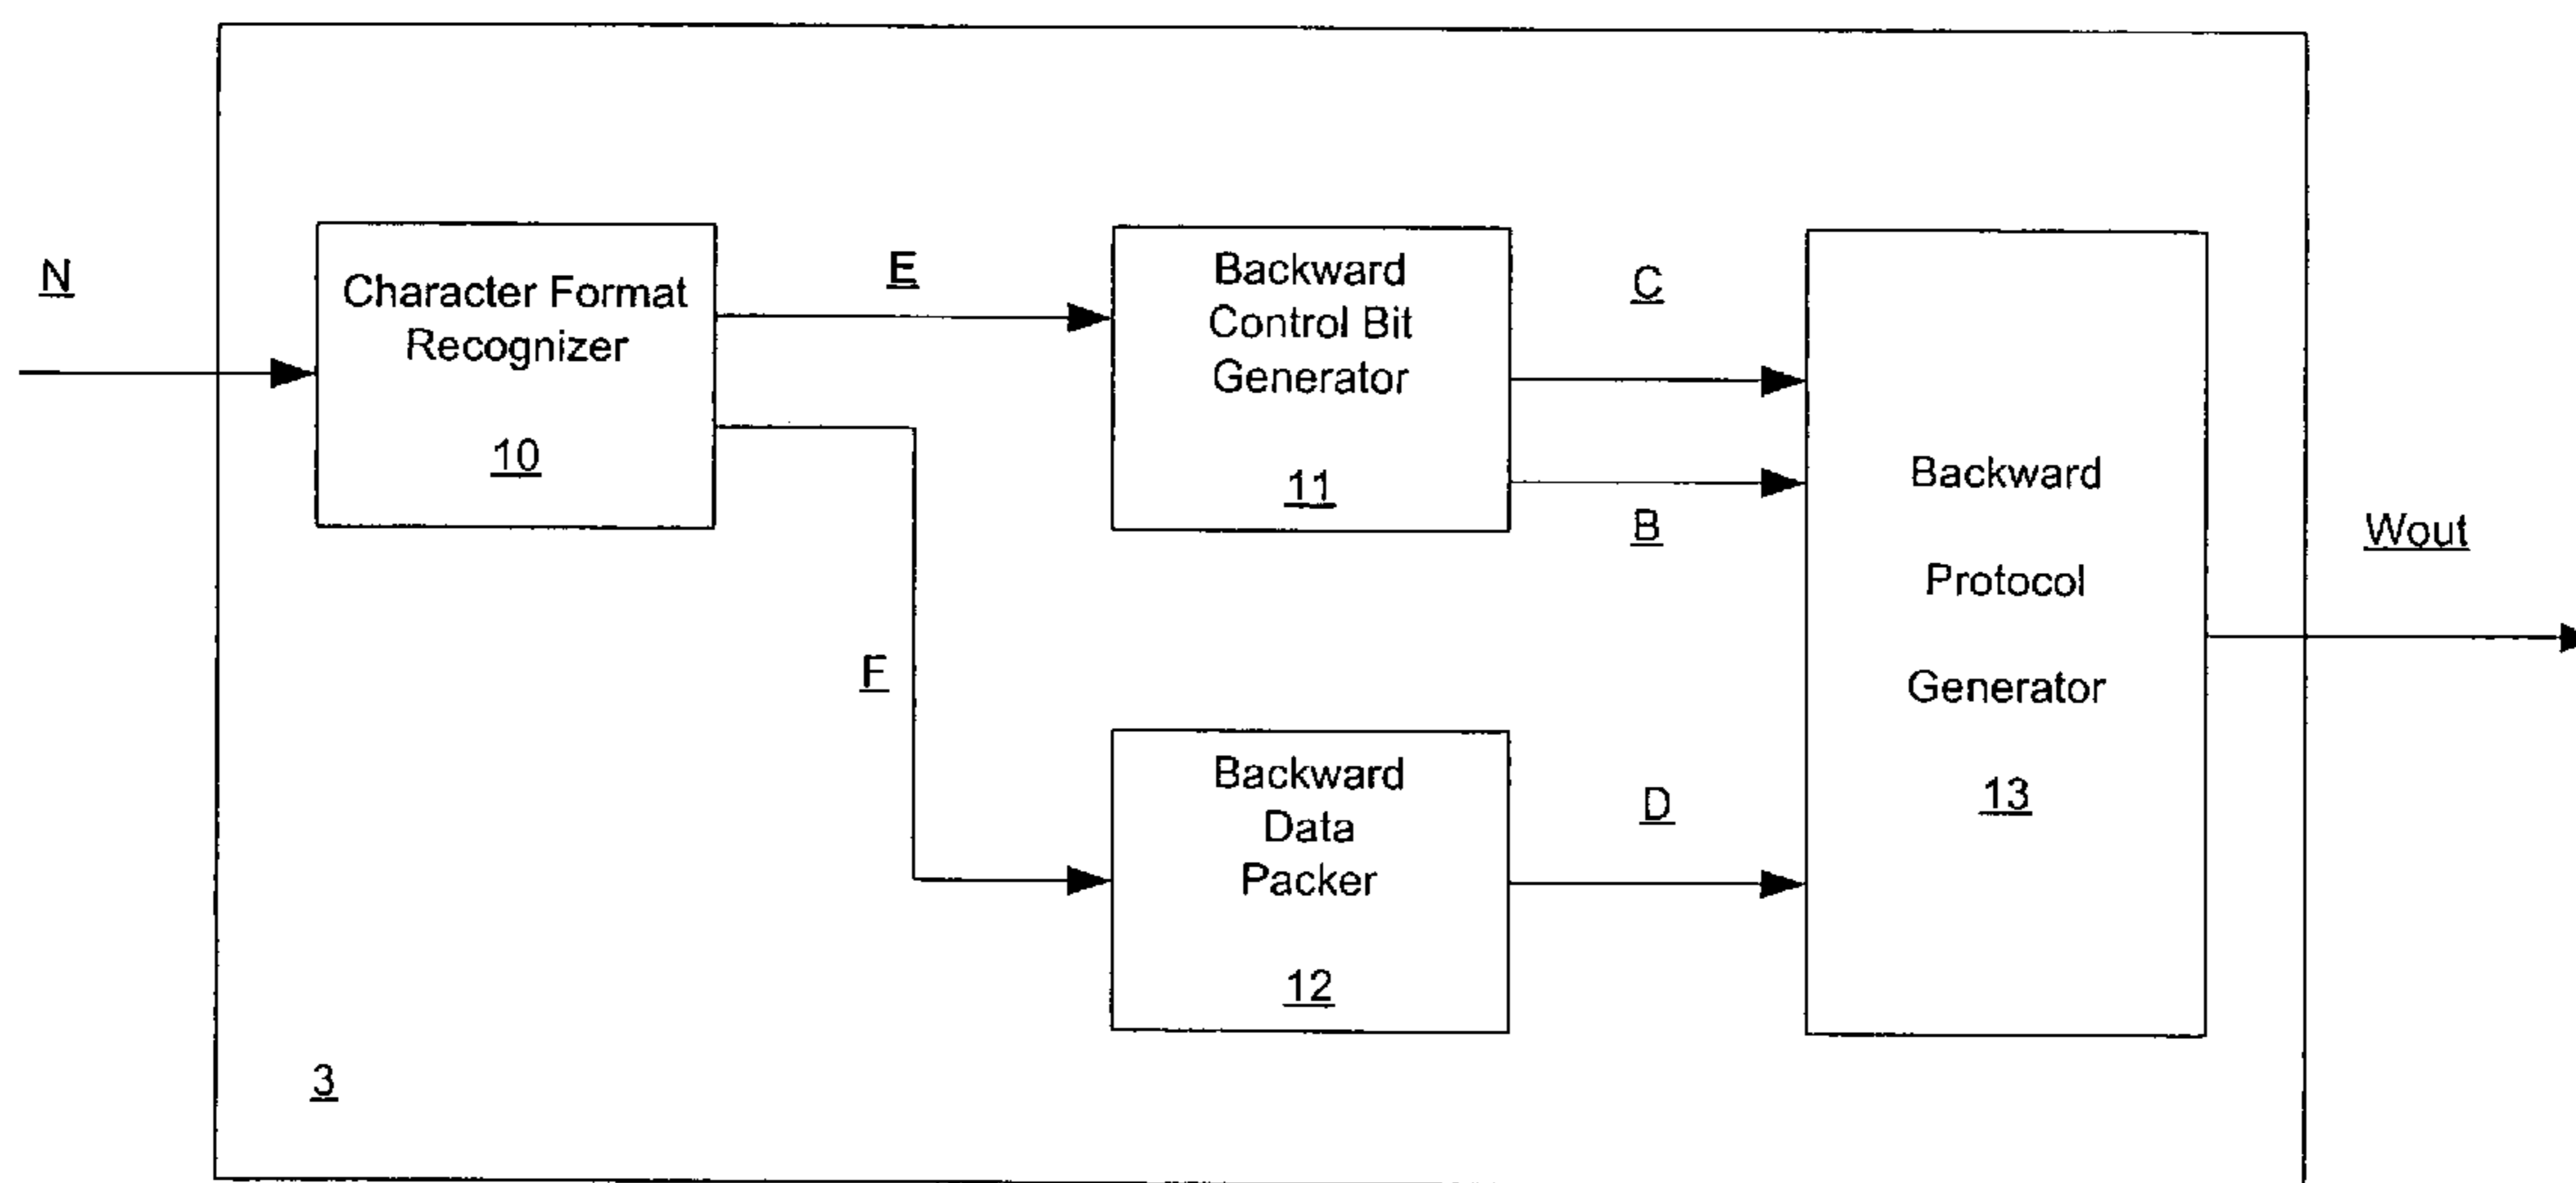 N
Character Format
Recognizer
10
E
F
Backward
Control Bit
Generator
11
C
B
Backward
Data
Packer
12
D
Backward
Protocol
Generator
13
Wout
3